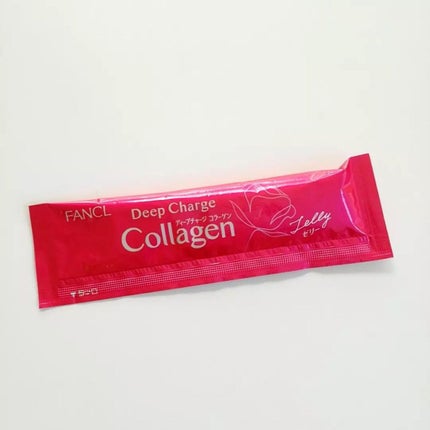 FANCL
Deep Charge
ディープチャージ コラーゲン
Collagen
Jelly
ゼリー